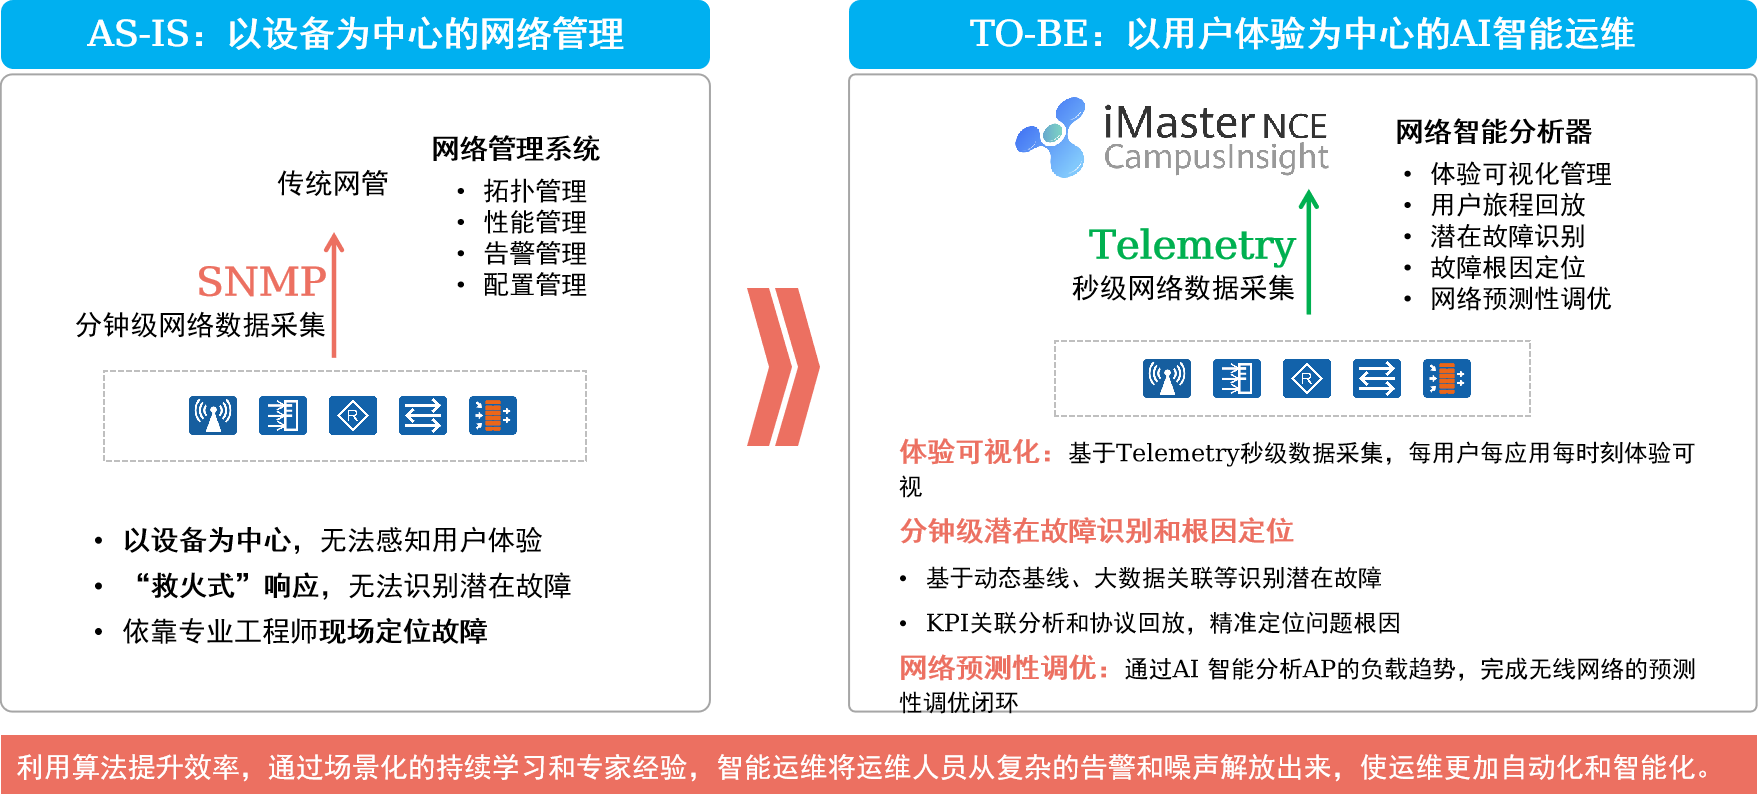 AS-IS：以设备为中心的网络管理
传统网管
网络管理系统
• 拓扑管理
• 性能管理
• 告警管理
• 配置管理
SNMP
分钟级网络数据采集
R
• 以设备为中心，无法感知用户体验
• “救火式”响应，无法识别潜在故障
• 依靠专业工程师现场定位故障
TO-BE：以用户体验为中心的AI智能运维
iMaster NCE
CampusInsight
网络智能分析器
• 体验可视化管理
• 用户旅程回放
• 潜在故障识别
• 故障根因定位
• 网络预测性调优
Telemetry
秒级网络数据采集
R
体验可视化：基于Telemetry秒级数据采集，每用户每应用每时刻体验可
视
分钟级潜在故障识别和根因定位
• 基于动态基线、大数据关联等识别潜在故障
• KPI关联分析和协议回放，精准定位问题根因
网络预测性调优：通过AI 智能分析AP的负载趋势，完成无线网络的预测
性调优闭环
利用算法提升效率，通过场景化的持续学习和专家经验，智能运维将运维人员从复杂的告警和噪声解放出来，使运维更加自动化和智能化。